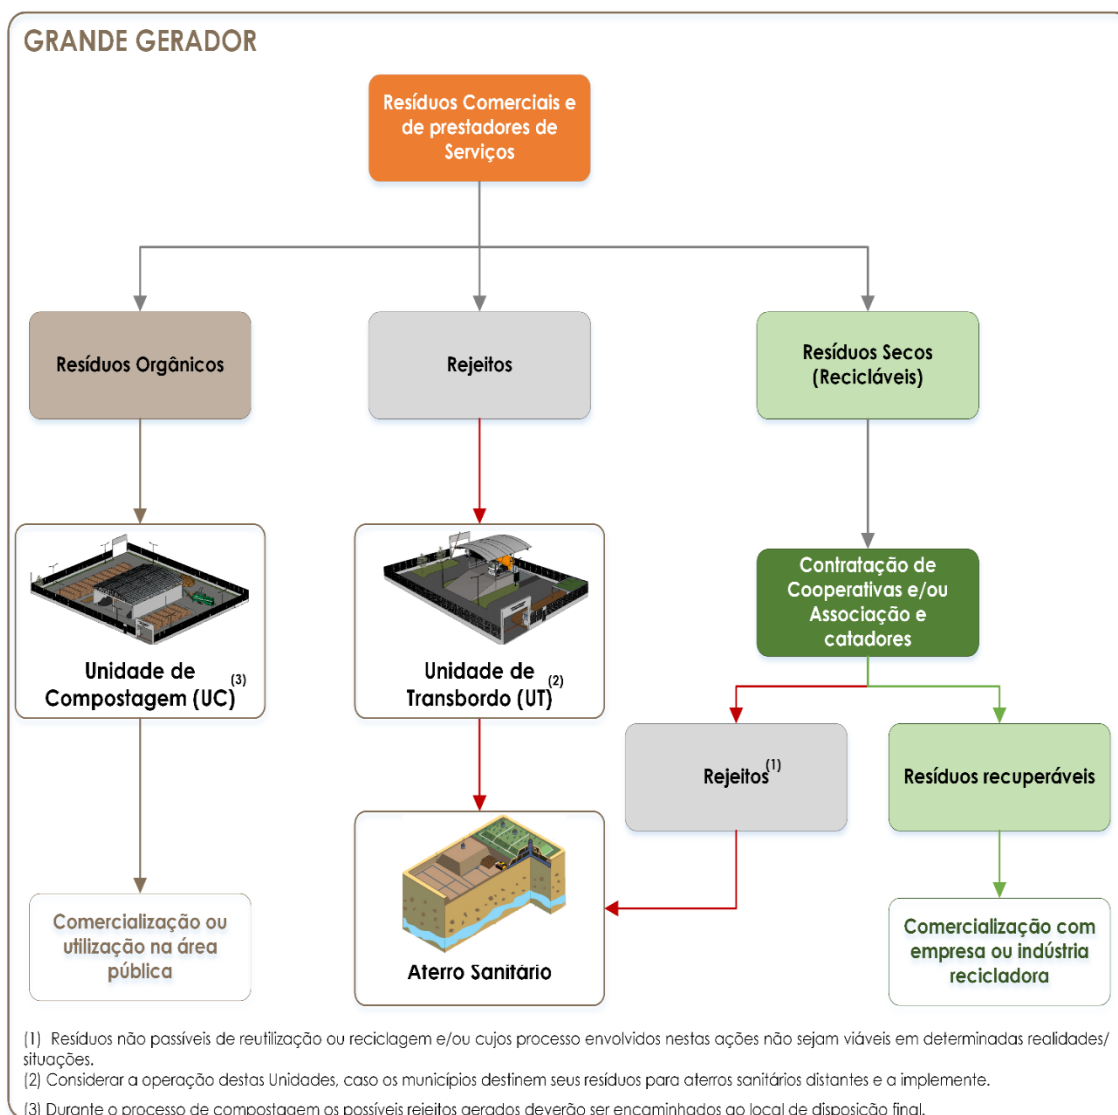 GRANDE GERADOR
Resíduos Comerciais e
de prestadores de
Serviços
Resíduos Orgânicos
Rejeitos
Resíduos Secos
(Recicláveis)
Unidade de
Compostagem (UC) (3)
Unidade de
Transbordo (UT) (2)
Contratação de
Cooperativas e/ou
Associação e
catadores
Rejeitos (1)
Resíduos recuperáveis
Comercialização ou
utilização na área
pública
Aterro Sanitário
Comercialização com
empresa ou indústria
recicladora
(1) Resíduos não passíveis de reutilização ou reciclagem e/ou cujos processo envolvidos nestas ações não sejam viáveis em determinadas realidades/
situações.
(2) Considerar a operação destas Unidades, caso os municípios destinem seus resíduos para aterros sanitários distantes e a implemente.
(3) Durante o processo de compostagem os possíveis rejeitos gerados deverão ser encaminhados ao local de disposição final.